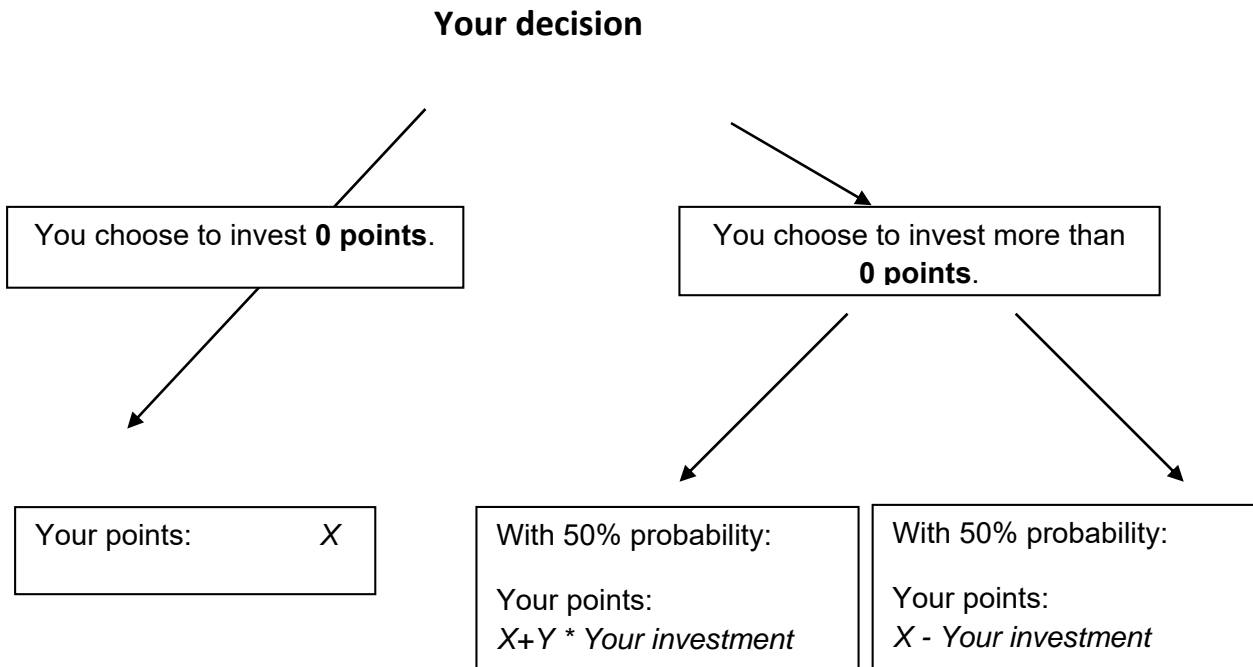 Your decision
You choose to invest 0 points.
You choose to invest more than
0 points.
Your points: X
With 50% probability:
Your points:
X+Y * Your investment
With 50% probability:
Your points:
X - Your investment